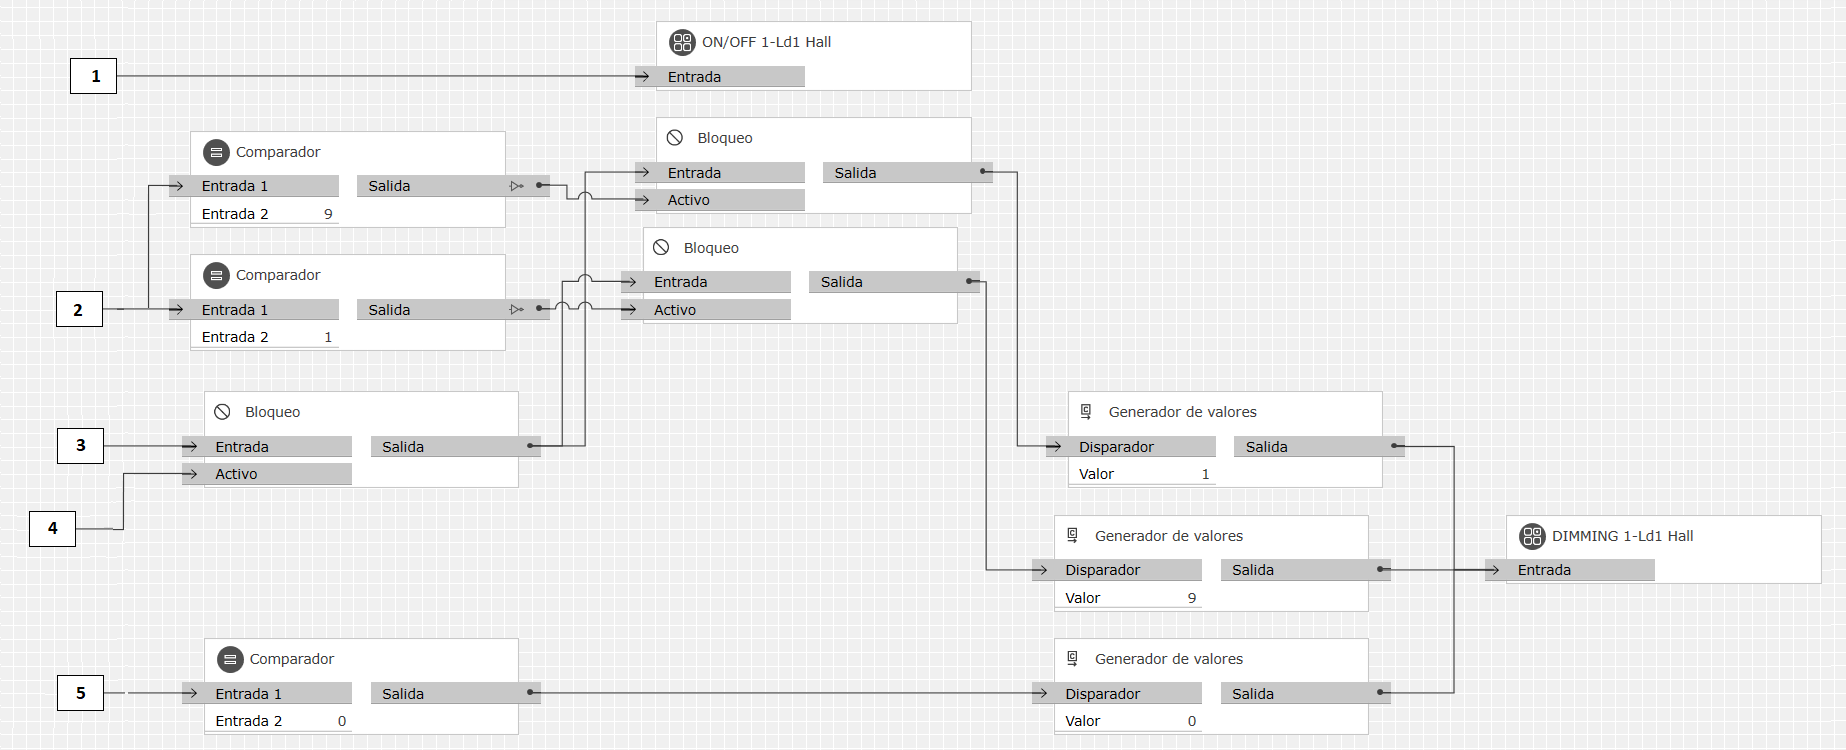 ON/OFF 1-Ld1 Hall
1
Entrada
Bloqueo
Comparador
Entrada
Salida
Entrada 1
Salida
Activo
Entrada 2
9
Bloqueo
Comparador
Entrada
Salida
2
Entrada 1
Salida
Activo
Entrada 2
1
Bloqueo
Generador de valores
3
Entrada
Salida
Disparador
Salida
Activo
Valor
1
4
Generador de valores
DIMMING 1-Ld1 Hall
Disparador
Salida
Entrada
Valor
9
Comparador
Generador de valores
5
Entrada 1
Salida
Disparador
Salida
Entrada 2
0
Valor
0